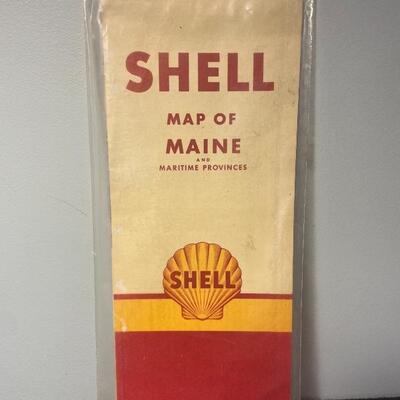 SHELL
MAP OF
MAINE
AND
MARITIME PROVINCES
SHELL